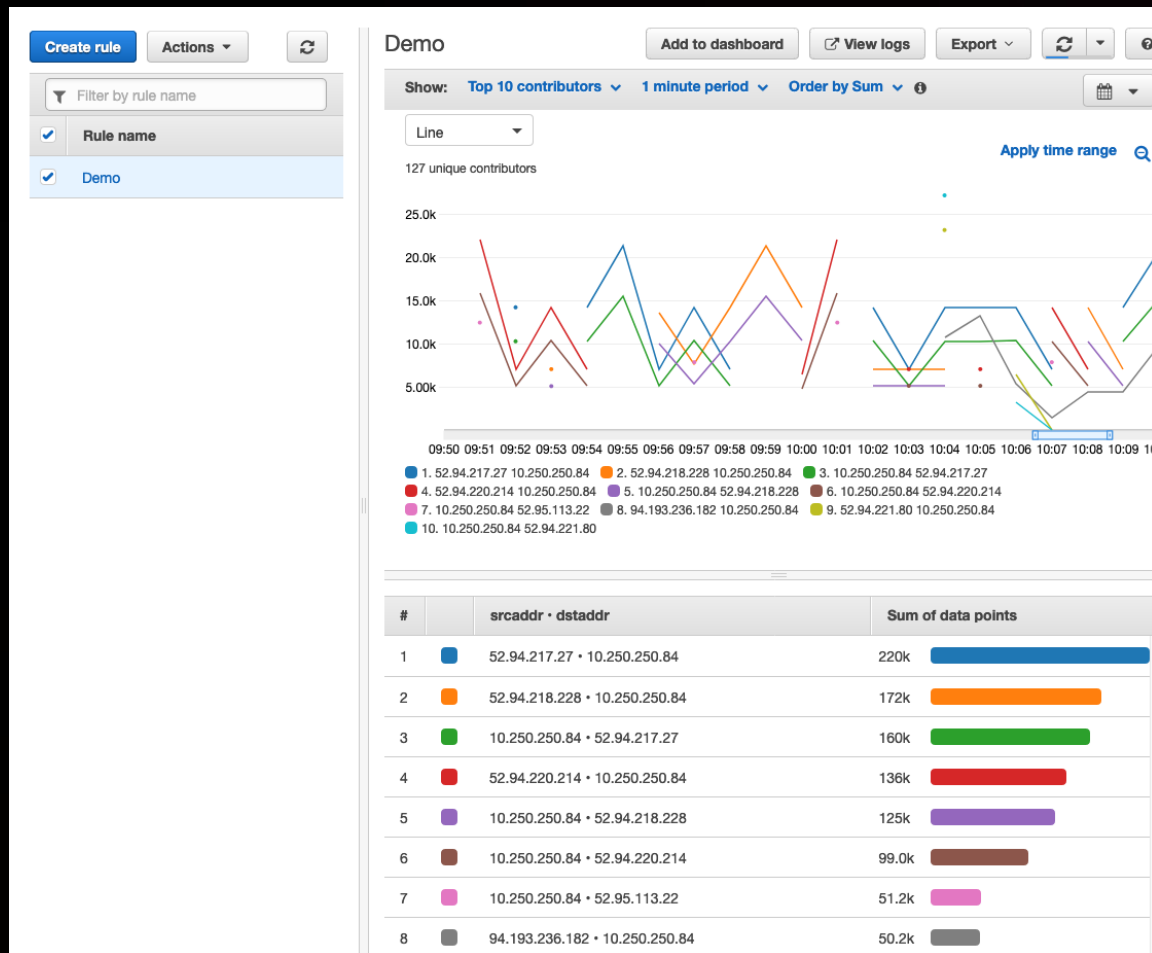 Create rule Actions
Filter by rule name
Rule name
Demo
Demo Add to dashboard View logs Export
Show: Top 10 contributors 1 minute period Order by Sum
Line
Apply time range
127 unique contributors
25.0k
20.0k
15.0k
10.0k
5.00k
09:50 09:51 09:52 09:53 09:54 09:55 09:56 09:57 09:58 09:59 10:00 10:01 10:02 10:03 10:04 10:05 10:06 10:07 10:08 10:09
1. 52.94.217.27 10.250.250.84 2. 52.94.218.228 10.250.250.84 3. 10.250.250.84 52.94.217.27
4. 52.94.220.214 10.250.250.84 5. 10.250.250.84 52.94.218.228 6. 10.250.250.84 52.94.220.214
7. 10.250.250.84 52.95.113.22 8. 94.193.236.182 10.250.250.84 9. 52.94.221.80 10.250.250.84
10. 10.250.250.84 52.94.221.80
# srcaddr • dstaddr Sum of data points
1 52.94.217.27 • 10.250.250.84 220k
2 52.94.218.228 • 10.250.250.84 172k
3 10.250.250.84 • 52.94.217.27 160k
4 52.94.220.214 • 10.250.250.84 136k
5 10.250.250.84 • 52.94.218.228 125k
6 10.250.250.84 • 52.94.220.214 99.0k
7 10.250.250.84 • 52.95.113.22 51.2k
8 94.193.236.182 • 10.250.250.84 50.2k